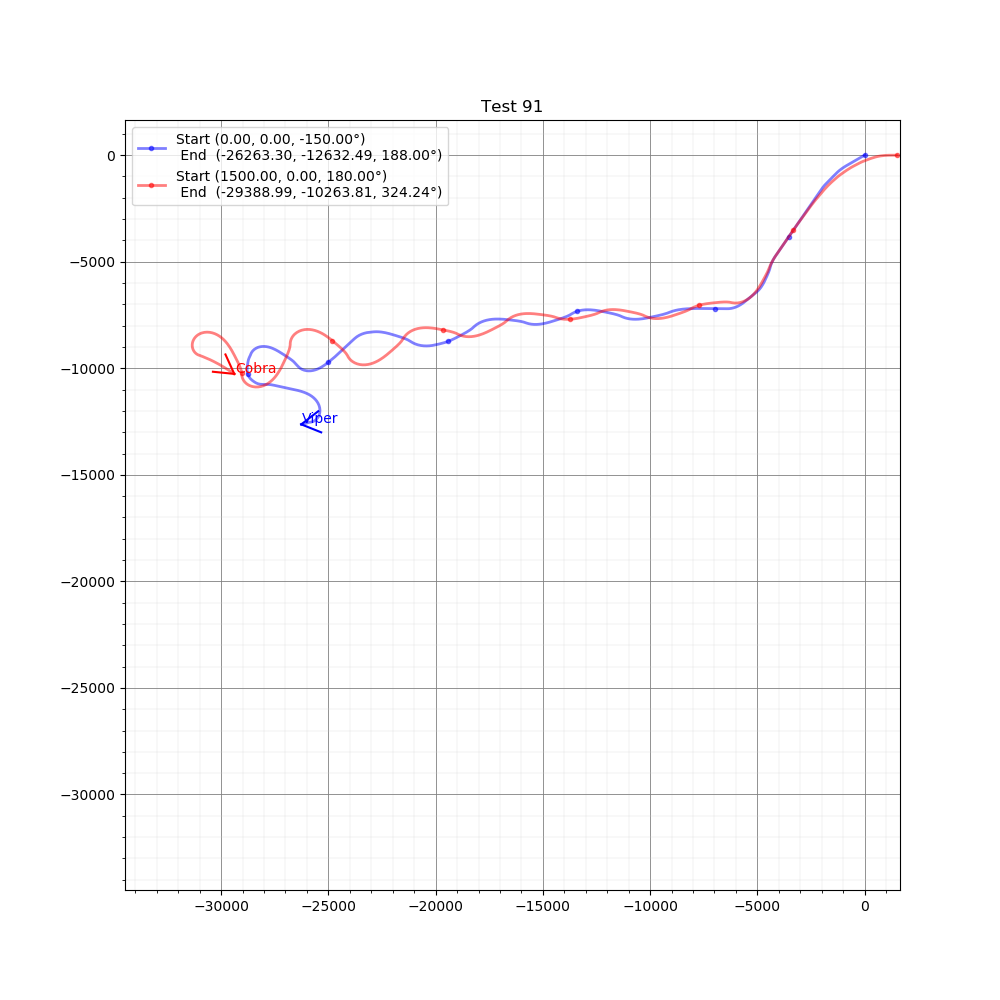 Test 91
Start (0.00, 0.00, -150.00°)
End (-26263.30, -12632.49, 188.00°)
Start (1500.00, 0.00, 180.00°)
End (-29388.99, -10263.81, 324.24°)
0
−5000
−10000
−15000
−20000
−25000
−30000
Cobra
Viper
−30000 −25000 −20000 −15000 −10000 −5000 0